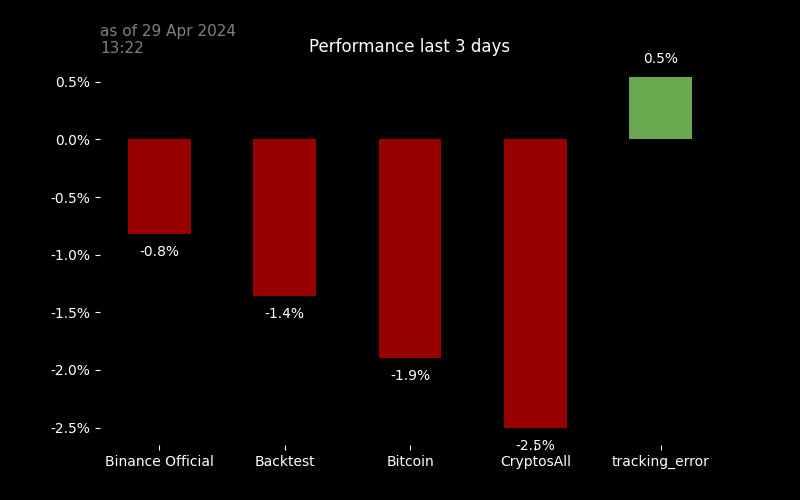 as of 29 Apr 2024
13:22
Performance last 3 days
0.5%
0.5%
0.0%
-0.5%
-1.0%
-1.5%
-2.0%
-2.5%
-0.8%
-1.4%
-1.9%
-2.5%
Binance Official
Backtest
Bitcoin
CryptosAll
tracking_error